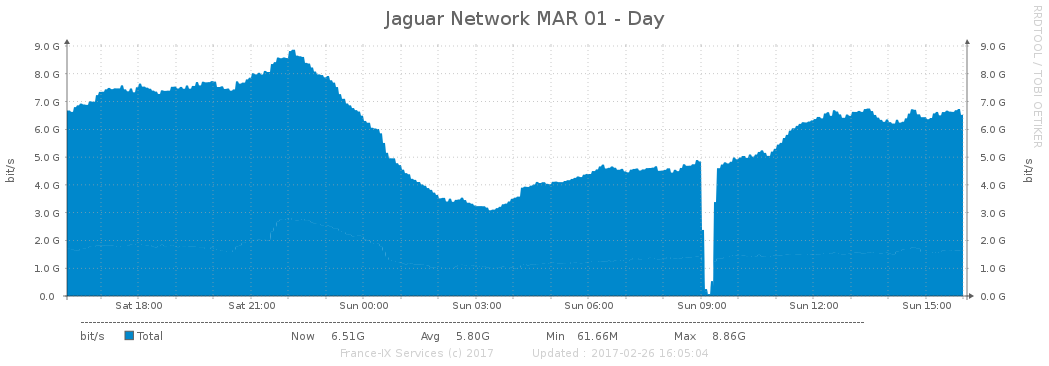 Jaguar Network MAR 01 - Day
RRDTOOL / TOBI OETIKER
bit/s
9.0 G 9.0 G
8.0 G 8.0 G
7.0 G 7.0 G
6.0 G 6.0 G
5.0 G 5.0 G
4.0 G 4.0 G
3.0 G 3.0 G
2.0 G 2.0 G
1.0 G 1.0 G
0.0 0.0 G
bit/s
Sat 18:00 Sat 21:00 Sun 00:00 Sun 03:00 Sun 06:00 Sun 09:00 Sun 12:00 Sun 15:00
bit/s Total Now 6.51G Avg 5.80G Min 61.66M Max 8.86G
France-IX Services (c) 2017 Updated : 2017-02-26 16:05:04